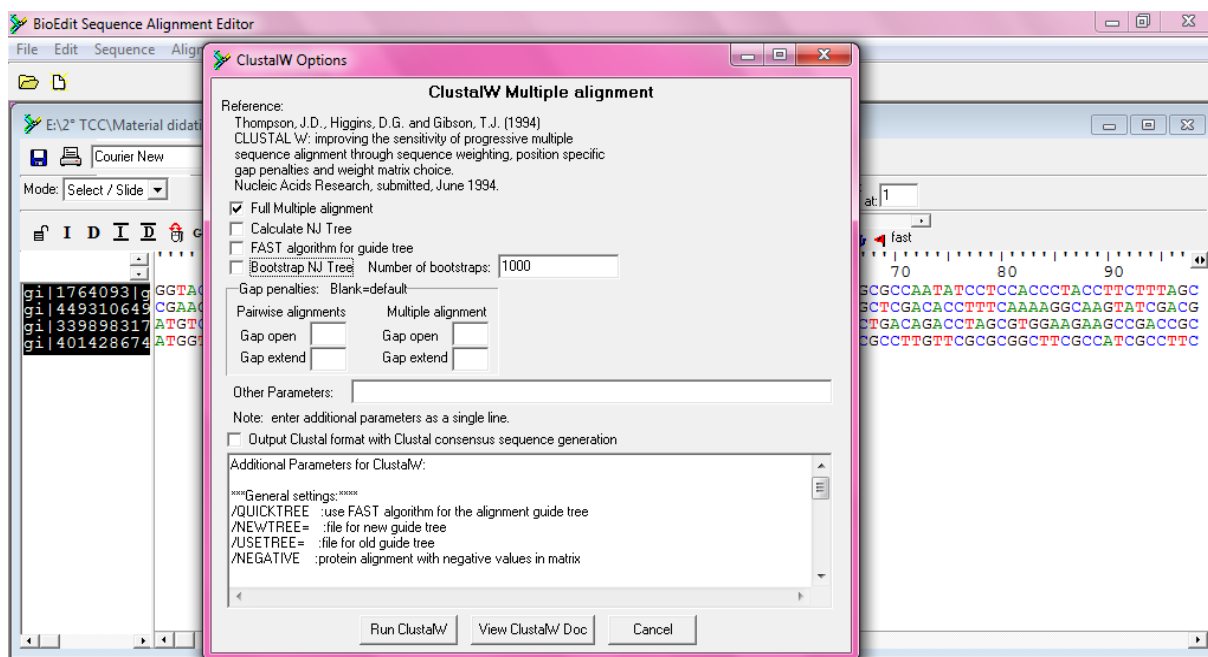 BioEdit Sequence Alignment Editor
File Edit Sequence
ClustalW Options
E:\2° TCC\Material
Courier New
Mode: Select / Slide
at: 1
I D I D
fast
70 80 90
gi|1764093|g
gi|449310649
gi|339898317
gi|401428674
GCGCCAATATCCTCCACCCTACCTTCTTTAGC
GCTCGACACCTTTCAAAAGGCAAGTATCGACG
CTGACAGACCTAGCGTGGAAGAAGCCGACCGC
CGCCTTGTTCGCGCGGCTTCGCCATCGCCTTC
ClustalW Multiple alignment
Reference:
Thompson, J.D., Higgins, D.G. and Gibson, T.J. (1994)
CLUSTAL W: improving the sensitivity of progressive multiple
sequence alignment through sequence weighting, position specific
gap penalties and weight matrix choice.
Nucleic Acids Research, submitted, June 1994.
Full Multiple alignment
Calculate NJ Tree
FAST algorithm for guide tree
Bootstrap NJ Tree Number of bootstraps: 1000
Gap penalties: Blank=default
Pairwise alignments Multiple alignment
Gap open Gap open
Gap extend Gap extend
Other Parameters:
Note: enter additional parameters as a single line.
Output Clustal format with Clustal consensus sequence generation
Additional Parameters for ClustalW:
***General settings:****
/QUICKTREE :use FAST algorithm for the alignment guide tree
/NEWTREE= :file for new guide tree
/USETREE= :file for old guide tree
/NEGATIVE :protein alignment with negative values in matrix
Run ClustalW View ClustalW Doc Cancel